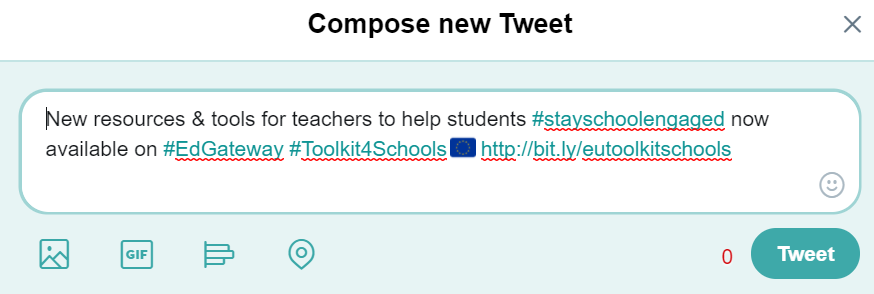 Compose new Tweet
New resources & tools for teachers to help students #stayschoolengaged now
available on #EdGateway #Toolkit4Schools🇪🇺 http://bit.ly/eutoolkitschools
GIF
0
Tweet